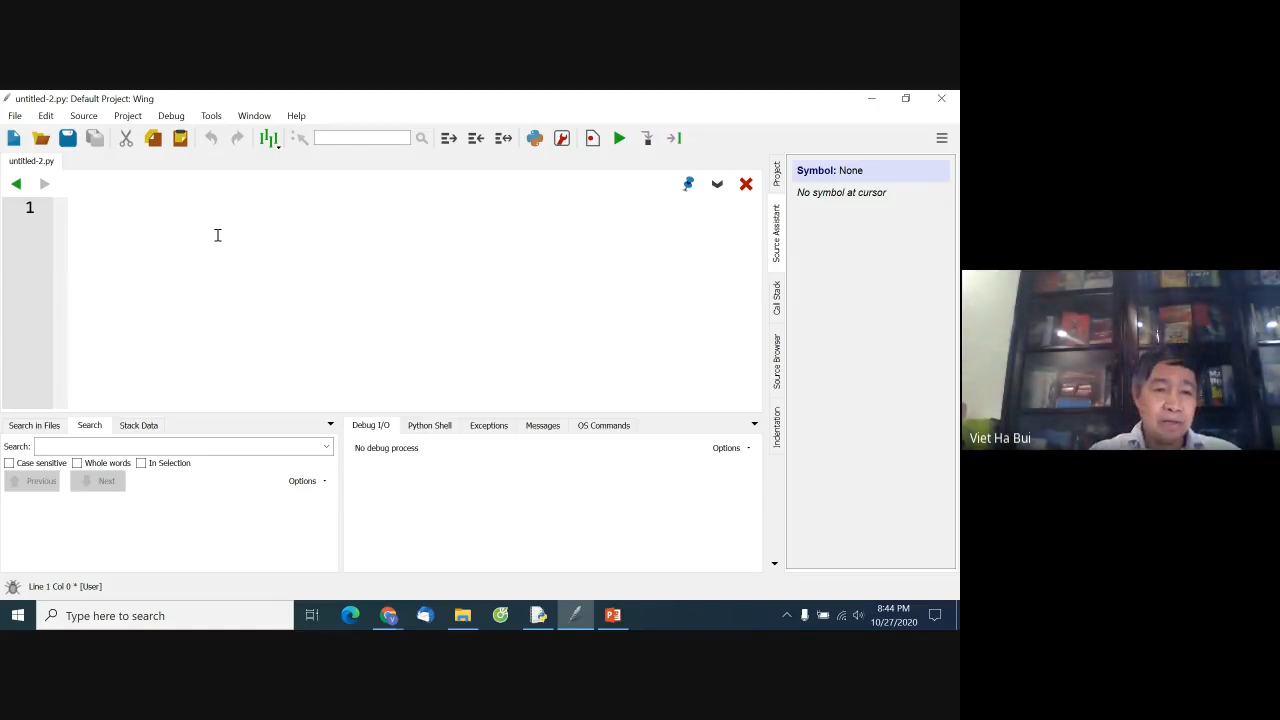 untitled-2.py: Default Project: Wing
File Edit Source Project Debug Tools Window Help
untitled-2.py
1
Project
Source Assistant
Call Stack
Source Browser
Indentation
Symbol: None
No symbol at cursor
Search in Files Search Stack Data
Search:
Case sensitive Whole words In Selection
Previous Next Options
Debug I/O Python Shell Exceptions Messages OS Commands
No debug process Options
Line 1 Col 0 * [User]
Type here to search
8:44 PM
10/27/2020
Viet Ha Bui